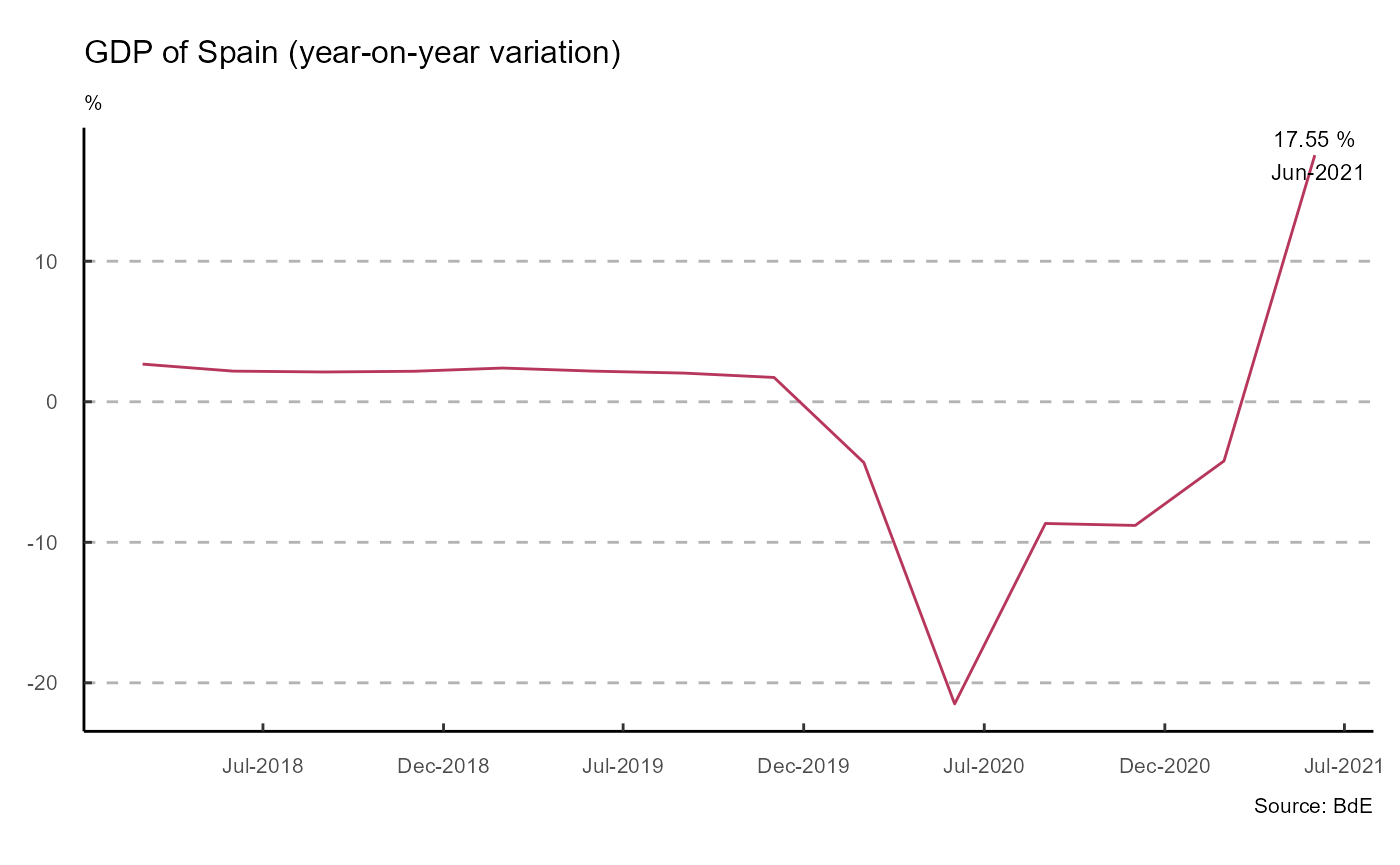 GDP of Spain (year-on-year variation)
%
17.55 %
Jun-2021
10
0
-10
-20
Jul-2018 Dec-2018 Jul-2019 Dec-2019 Jul-2020 Dec-2020 Jul-2021
Source: BdE